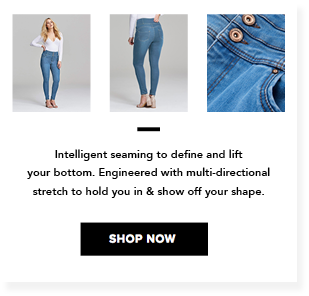 Intelligent seaming to define and lift
your bottom. Engineered with multi-directional
stretch to hold you in & show off your shape.
SHOP NOW